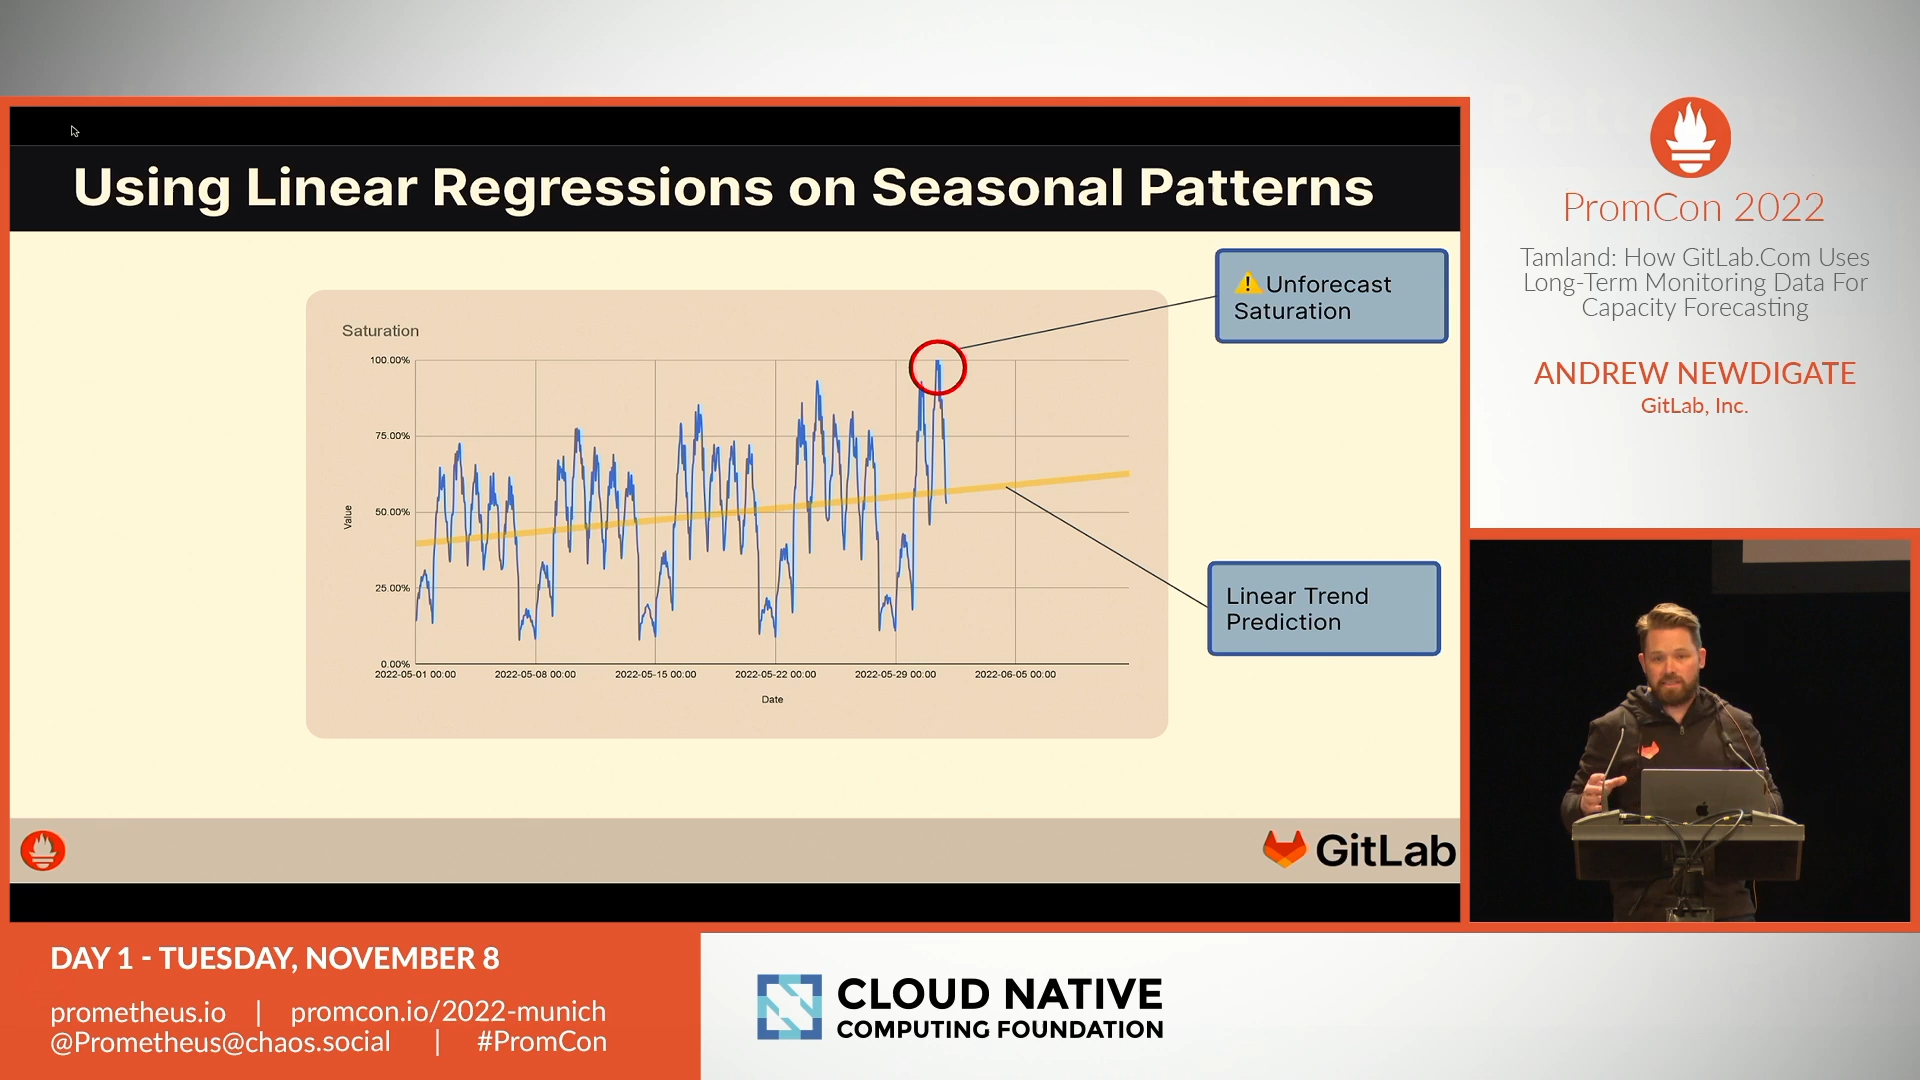 Using Linear Regressions on Seasonal Patterns
⚠Unforecast
Saturation
Saturation
100.00%
75.00%
50.00%
25.00%
0.00%
Value
2022-05-01 00:00
2022-05-08 00:00
2022-05-15 00:00
2022-05-22 00:00
2022-05-29 00:00
2022-06-05 00:00
Date
Linear Trend
Prediction
GitLab
PromCon 2022
Tamland: How GitLab.Com Uses
Long-Term Monitoring Data For
Capacity Forecasting
ANDREW NEWDIGATE
GitLab, Inc.
DAY 1 - TUESDAY, NOVEMBER 8
prometheus.io | promcon.io/2022-munich
@Prometheus@chaos.social | #PromCon
CLOUD NATIVE
COMPUTING FOUNDATION